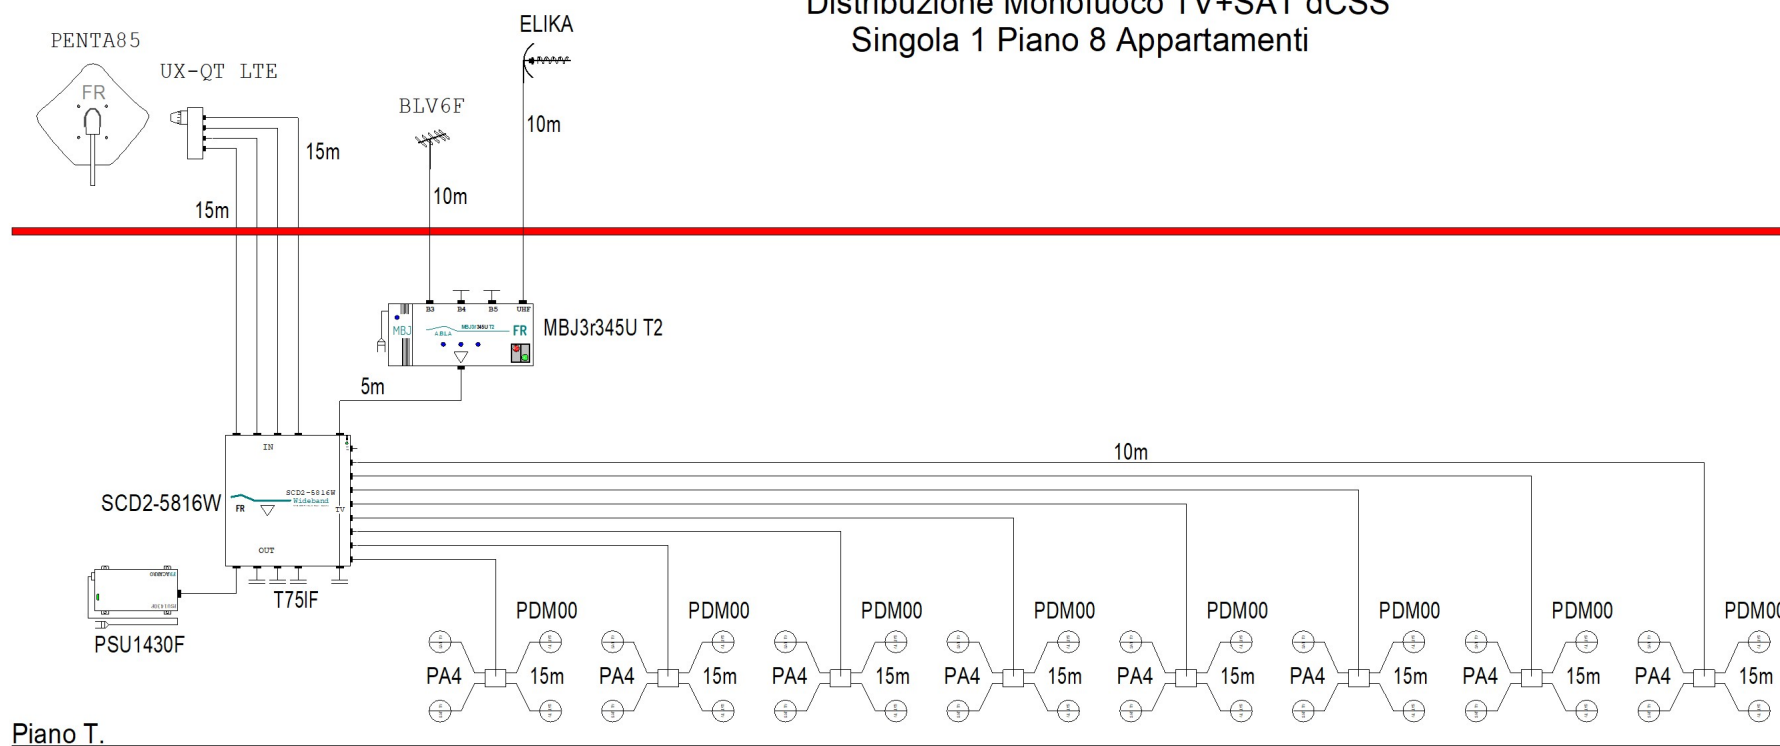 Distribuzione Monofuoco TV+SAT dCSS
Singola 1 Piano 8 Appartamenti
ELIKA
PENTA85
UX-QT LTE
FR
BLV6F
10m
15m
10m
15m
B3 B4 B5 UHF
MBJ FR
MBJ3r345U T2
MBJ3r345U T2
5m
IN
10m
SCD2-5816W
SCD2-5816W
Wideband
FR
TV
OUT
T75IF
PSU1430F
PDM00 PDM00 PDM00 PDM00 PDM00 PDM00 PDM00 PDM00
PA4 15m PA4 15m PA4 15m PA4 15m PA4 15m PA4 15m PA4 15m PA4 15m
Piano T.